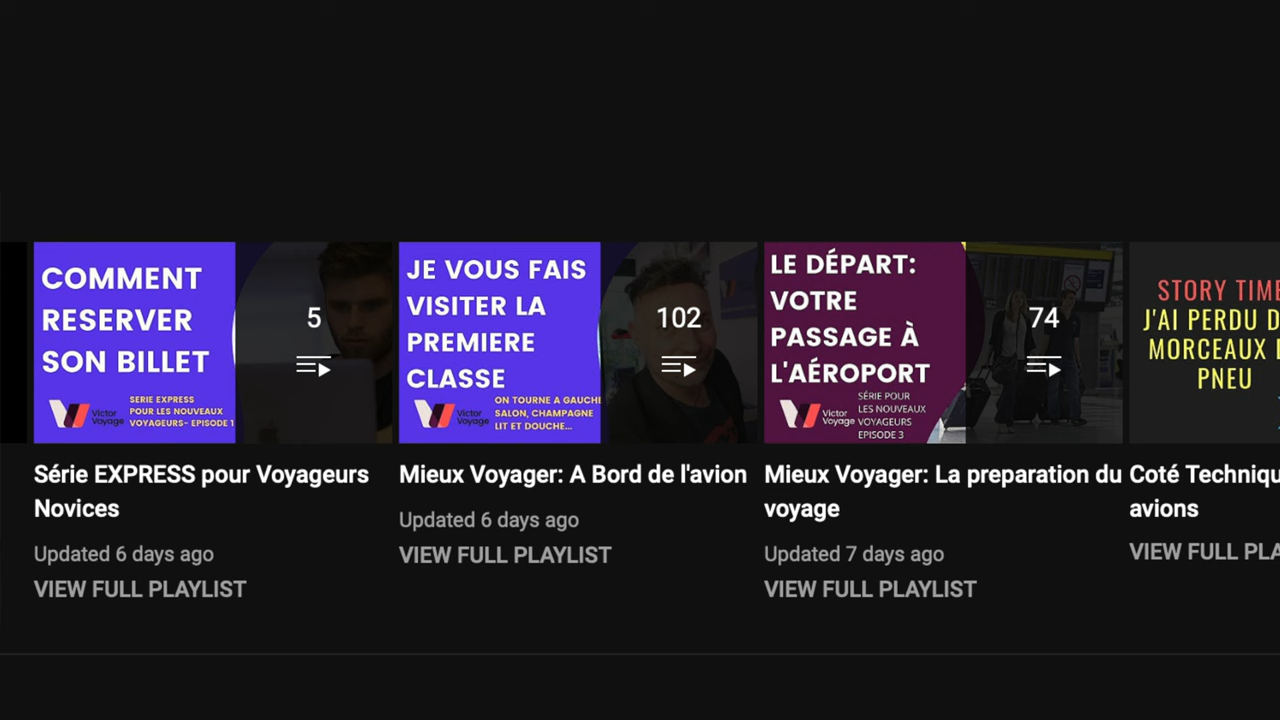 COMMENT
RESERVER
SON BILLET
Victor
Voyage
SERIE EXPRESS
POUR LES NOUVEAUX
VOYAGEURS- EPISODE 1
5
Série EXPRESS pour Voyageurs
Novices
Updated 6 days ago
VIEW FULL PLAYLIST
JE VOUS FAIS
VISITER LA
PREMIERE
CLASSE
Victor
Voyage
ON TOURNE A GAUCHE
SALON, CHAMPAGNE
LIT ET DOUCHE...
102
Mieux Voyager: A Bord de l'avion
Updated 6 days ago
VIEW FULL PLAYLIST
LE DÉPART:
VOTRE
PASSAGE À
L'AÉROPORT
Victor
Voyage
SÉRIE POUR
LES NOUVEAUX
VOYAGEURS
EPISODE 3
74
Mieux Voyager: La preparation du
voyage
Updated 7 days ago
VIEW FULL PLAYLIST
STORY TIME
J'AI PERDU D
MORCEAUX
PNEU
Coté Techniqu
avions
VIEW FULL PLA